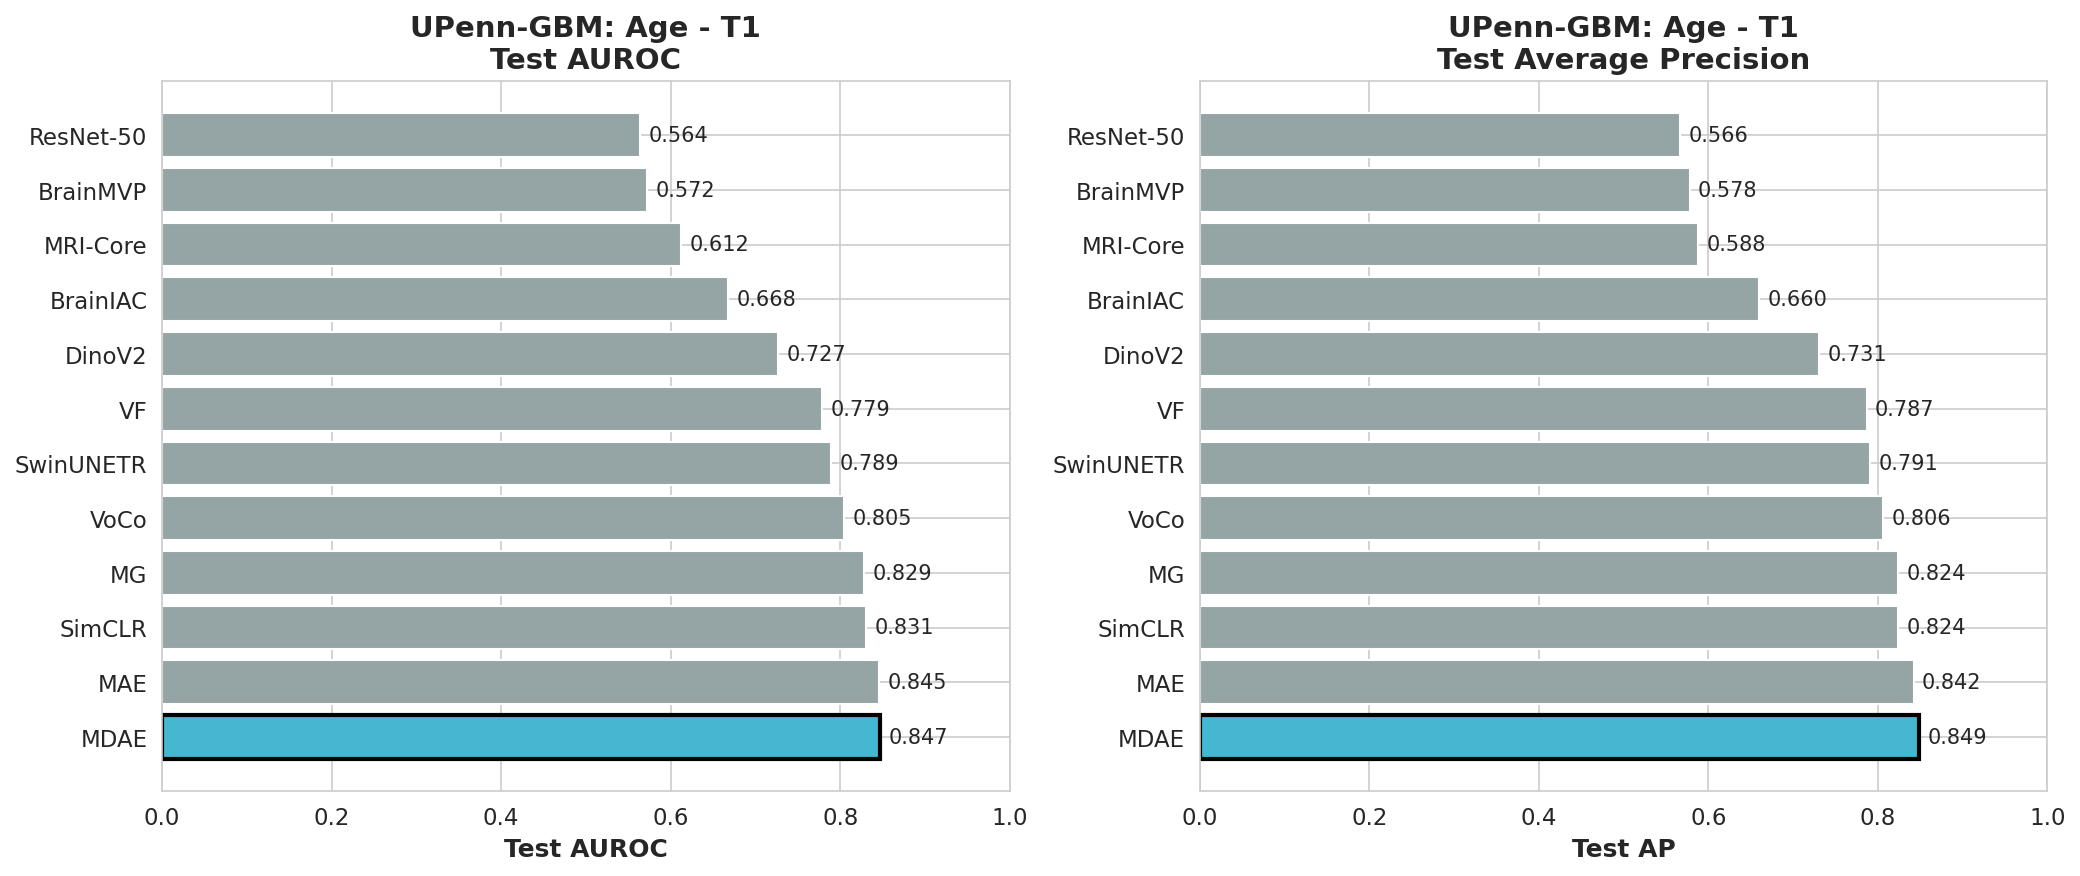 UPenn-GBM: Age - T1
Test AUROC
ResNet-50
0.564
BrainMVP
0.572
MRI-Core
0.612
BrainIAC
0.668
DinoV2
0.727
VF
0.779
SwinUNETR
0.789
VoCo
0.805
MG
0.829
SimCLR
0.831
MAE
0.845
MDAE
0.847
0.0 0.2 0.4 0.6 0.8 1.0
Test AUROC
UPenn-GBM: Age - T1
Test Average Precision
ResNet-50
0.566
BrainMVP
0.578
MRI-Core
0.588
BrainIAC
0.660
DinoV2
0.731
VF
0.787
SwinUNETR
0.791
VoCo
0.806
MG
0.824
SimCLR
0.824
MAE
0.842
MDAE
0.849
0.0 0.2 0.4 0.6 0.8 1.0
Test AP